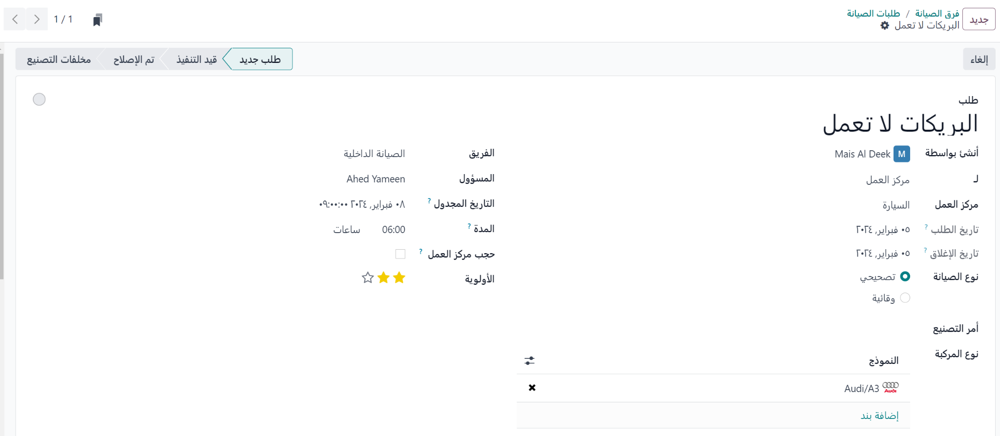 جديد
فرق الصيانة / طلبات الصيانة
البريكات لا تعمل
1 / 1
إلغاء
طلب جديد
قيد التنفيذ
تم الإصلاح
مخلفات التصنيع
طلب
البريكات لا تعمل
أنشئ بواسطة M Mais Al Deek
لـ مركز العمل
مركز العمل السيارة
تاريخ الطلب ? ٠٥ فبراير, ٢٠٢٤
تاريخ الإغلاق ? ٠٥ فبراير, ٢٠٢٤
نوع الصيانة تصحيحي
وقائية
أمر التصنيع
نوع المركبة
النموذج
Audi Audi/A3
إضافة بند
الفريق الصيانة الداخلية
المسؤول Ahed Yameen
التاريخ المجدول ? ٠٨ فبراير, ٢٠٢٤ ٠٩:٠٠:٠٠
المدة ? 06:00 ساعات
حجب مركز العمل ?
الأولوية